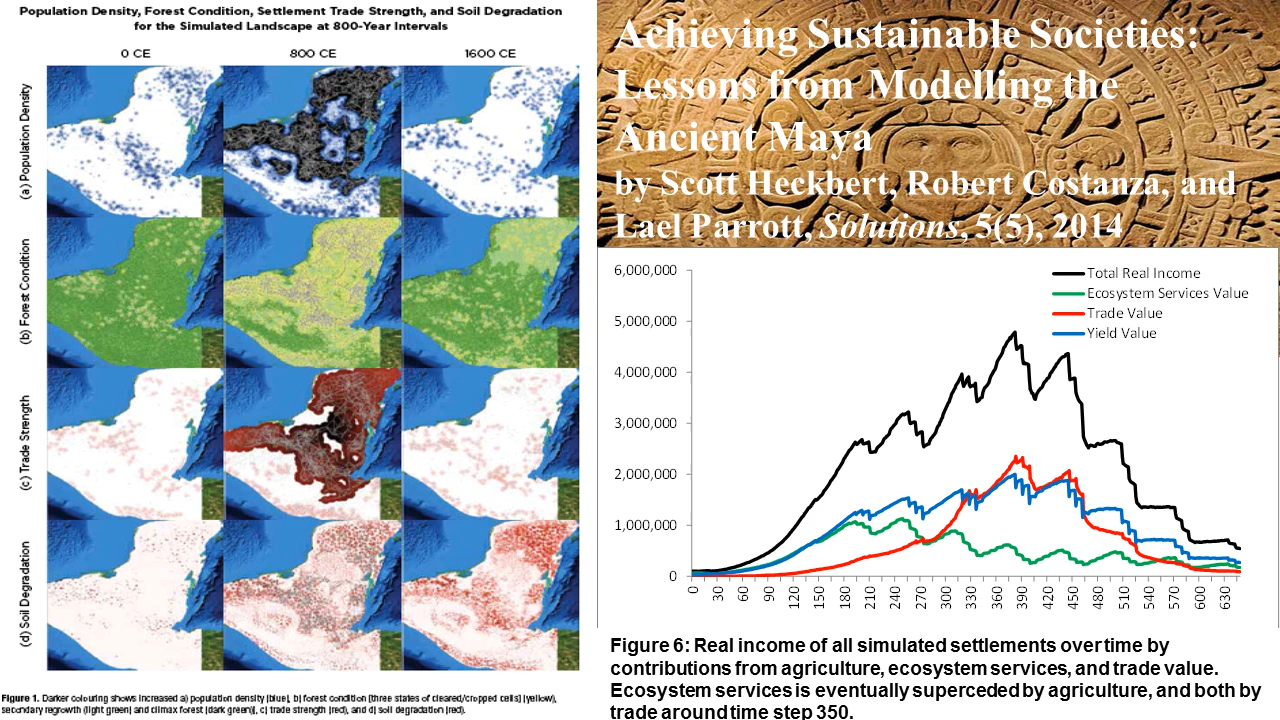 Population Density, Forest Condition, Settlement Trade Strength, and Soil Degradation
for the Simulated Landscape at 800-Year Intervals
0 CE
800 CE
1600 CE
(a) Population Density
(b) Forest Condition
(c) Trade Strength
(d) Soil Degradation
Figure 1. Darker colouring shows increased a) population density (blue), b) forest condition (three states of cleared/cropped cells) (yellow),
secondary regrowth (light green) and climax forest (dark green)), c) trade strength (red), and d) soil degradation (red).
Achieving Sustainable Societies:
Lessons from Modelling the
Ancient Maya
by Scott Heckbert, Robert Costanza, and
Lael Parrott, Solutions, 5(5), 2014
6,000,000
5,000,000
4,000,000
3,000,000
2,000,000
1,000,000
0
Total Real Income
Ecosystem Services Value
Trade Value
Yield Value
0 30 60 90 120 150 180 210 240 270 300 330 360 390 420 450 480 510 540 570 600 630
Figure 6: Real income of all simulated settlements over time by
contributions from agriculture, ecosystem services, and trade value.
Ecosystem services is eventually superceded by agriculture, and both by
trade around time step 350.